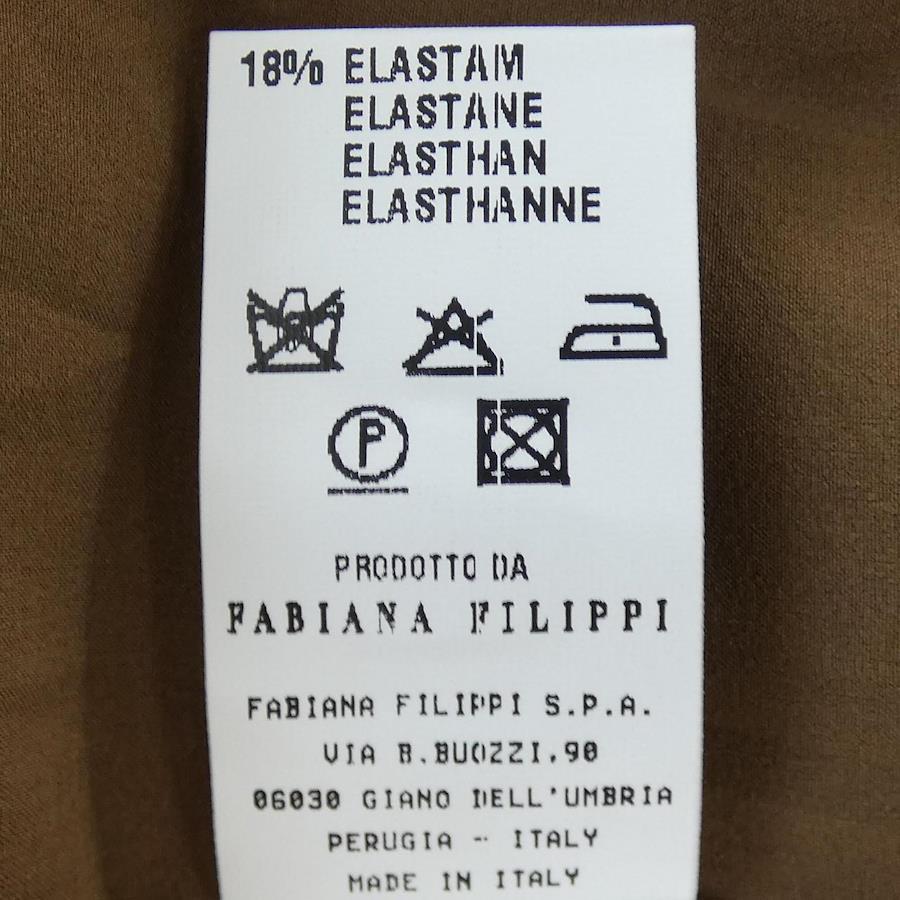 18% ELASTAM
ELASTANE
ELASTHAN
ELASTHANNE
P
PRODOTTO DA
FABIANA FILIPPI
FABIANA FILIPPI S.P.A.
VIA B.BUOZZI,90
06030 GIANO DELL'UMBRIA
PERUGIA - ITALY
MADE IN ITALY